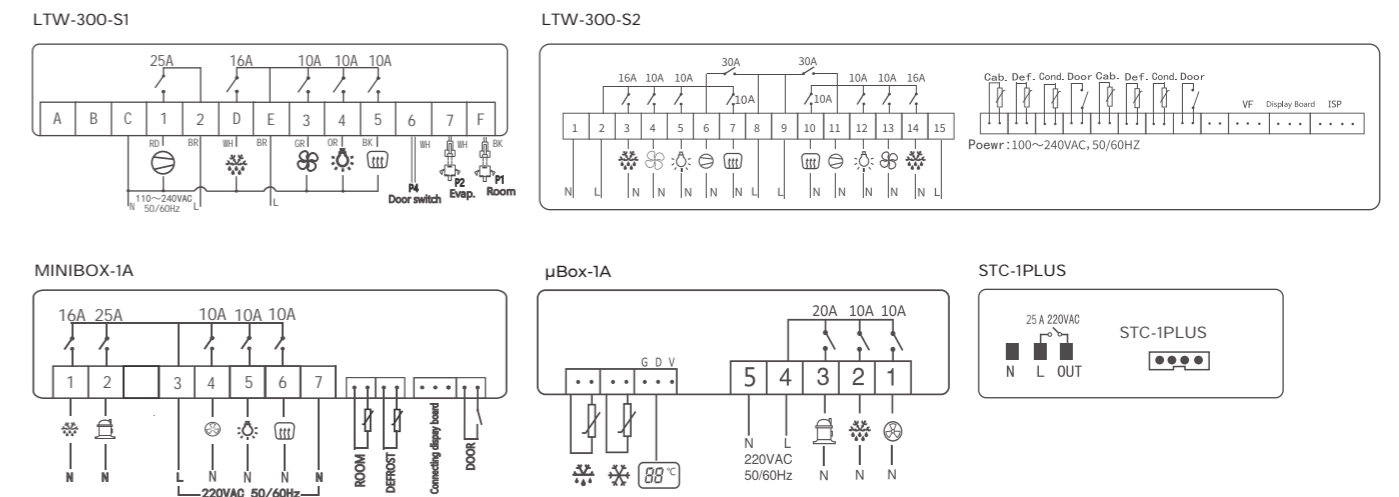 LTW-300-S1
25A 16A 10A 10A 10A
A B C 1 2 D E 3 4 5 6 7 F
RD BR WH BR GR OR BK WH WH BK
P4 P2 P1
Door switch Evap. Room
N 110～240VAC L L
50/60Hz
LTW-300-S2
30A 30A
16A 10A 10A 10A 10A 16A
10A 10A
1 2 3 4 5 6 7 8 9 10 11 12 13 14 15
N L N N N N N L L N N N N N L
Cab. Def. Cond. Door Cab. Def. Cond. Door
VF Display Board ISP
Poewr:100～240VAC, 50/60HZ
MINIBOX-1A
16A 25A 10A 10A 10A
1 2 3 4 5 6 7
N N L N N N N
220VAC 50/60Hz
ROOM
DEFROST
Connecting dispay board
DOOR
μBox-1A
20A 10A 10A
G D V
5 4 3 2 1
N L
220VAC
50/60Hz N N N
88℃
STC-1PLUS
25 A 220VAC
STC-1PLUS
N L OUT